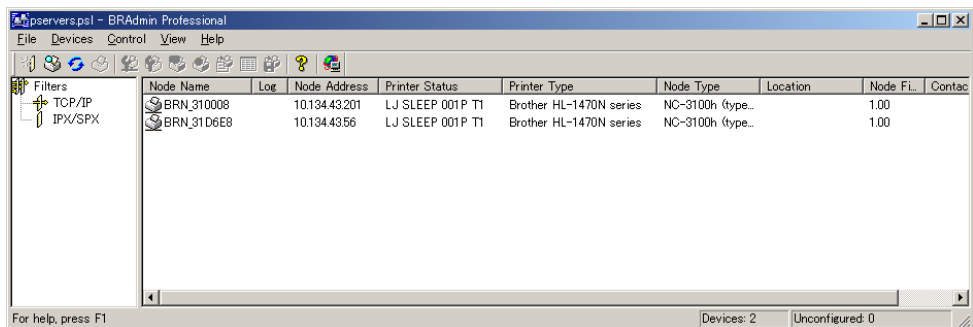 pservers.psl - BRAdmin Professional
File Devices Control View Help
Filters
TCP/IP
IPX/SPX
Node Name Log Node Address Printer Status Printer Type Node Type Location Node Fi... Contac
BRN_310008 10.134.43.201 LJ SLEEP 001P T1 Brother HL-1470N series NC-3100h (type... 1.00
BRN_31D6E8 10.134.43.56 LJ SLEEP 001P T1 Brother HL-1470N series NC-3100h (type... 1.00
For help, press F1 Devices: 2 Unconfigured: 0